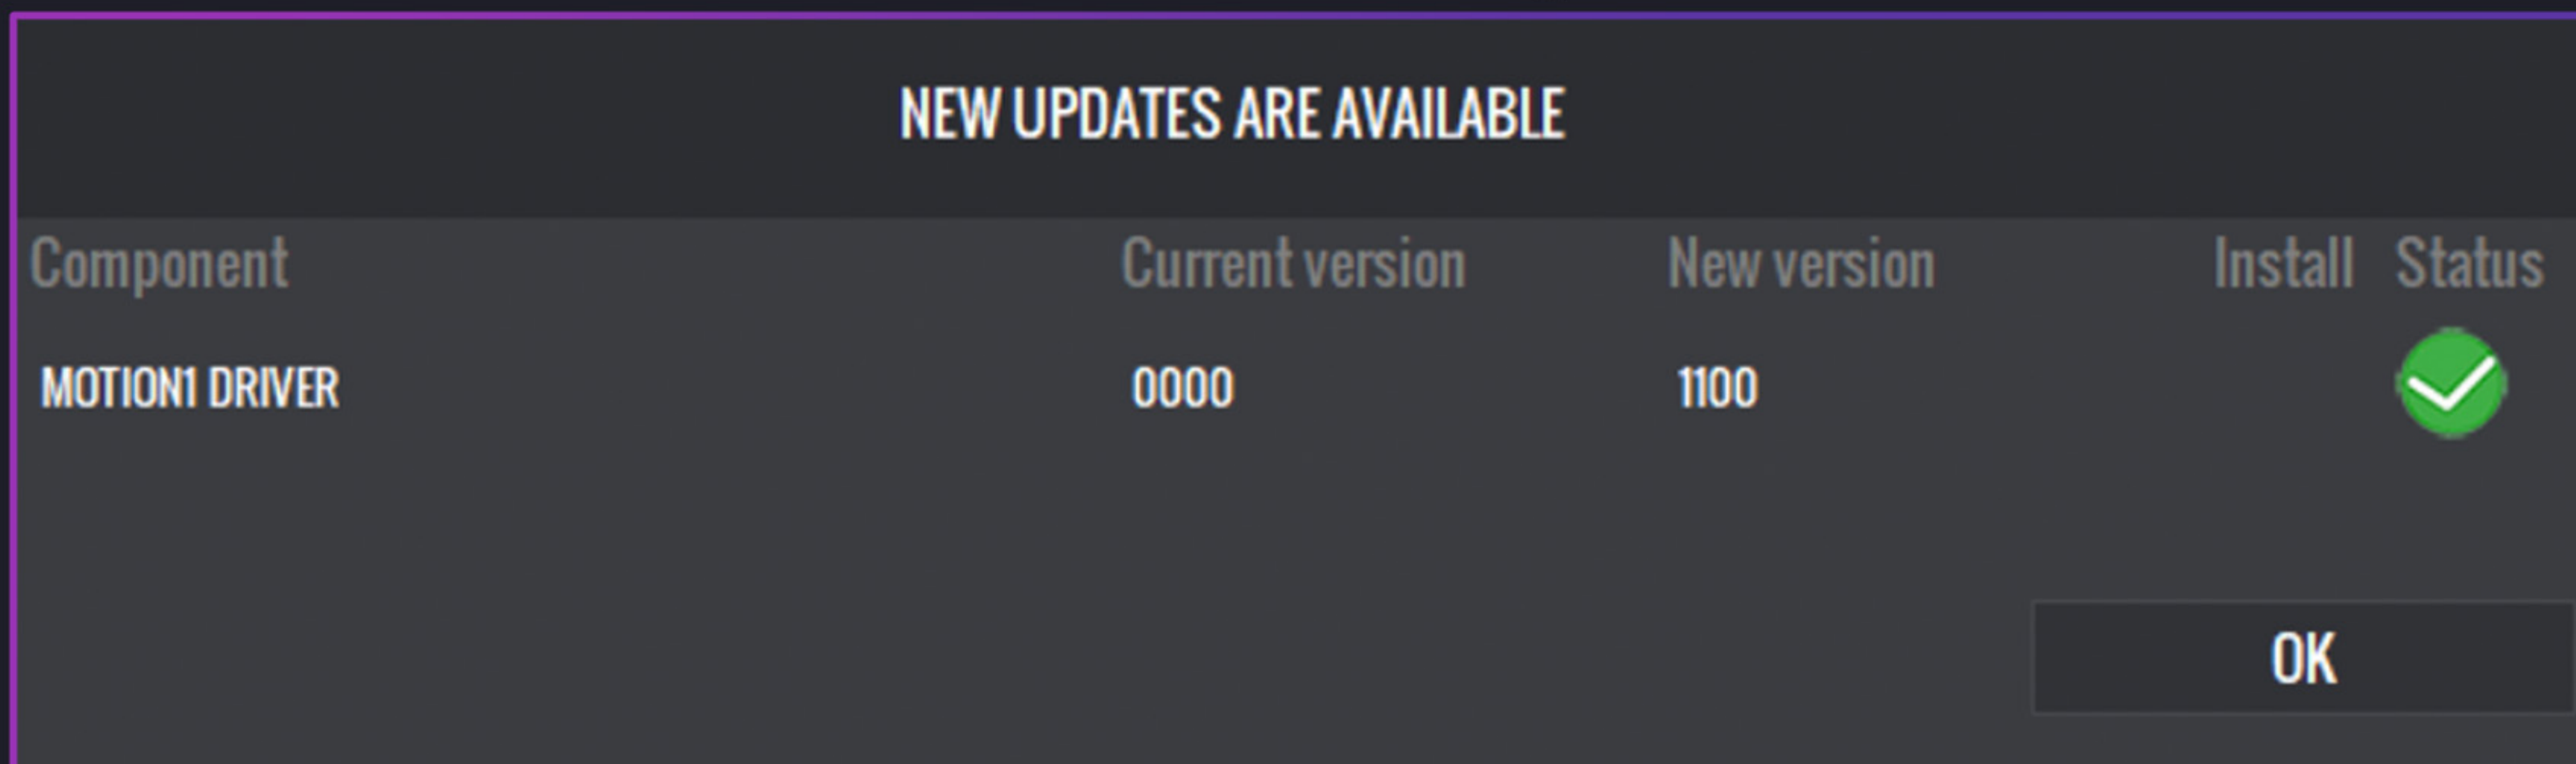 NEW UPDATES ARE AVAILABLE
Component Current version New version Install Status
MOTION1 DRIVER 0000 1100
OK